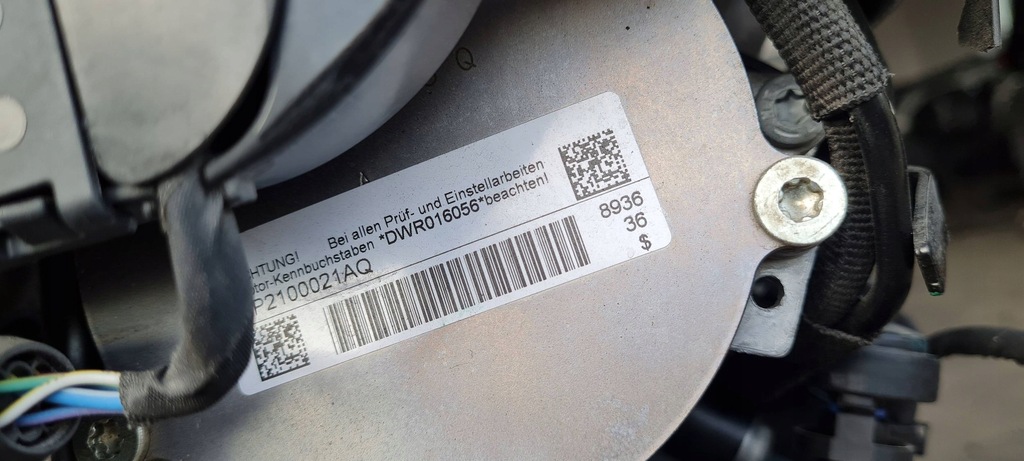 Q
A
HTUNG!
Bei allen Prüf- und Einstellarbeiten
tor-Kennbuchstaben *DWR016056*beachten!
P2100021AQ
8936
36
$